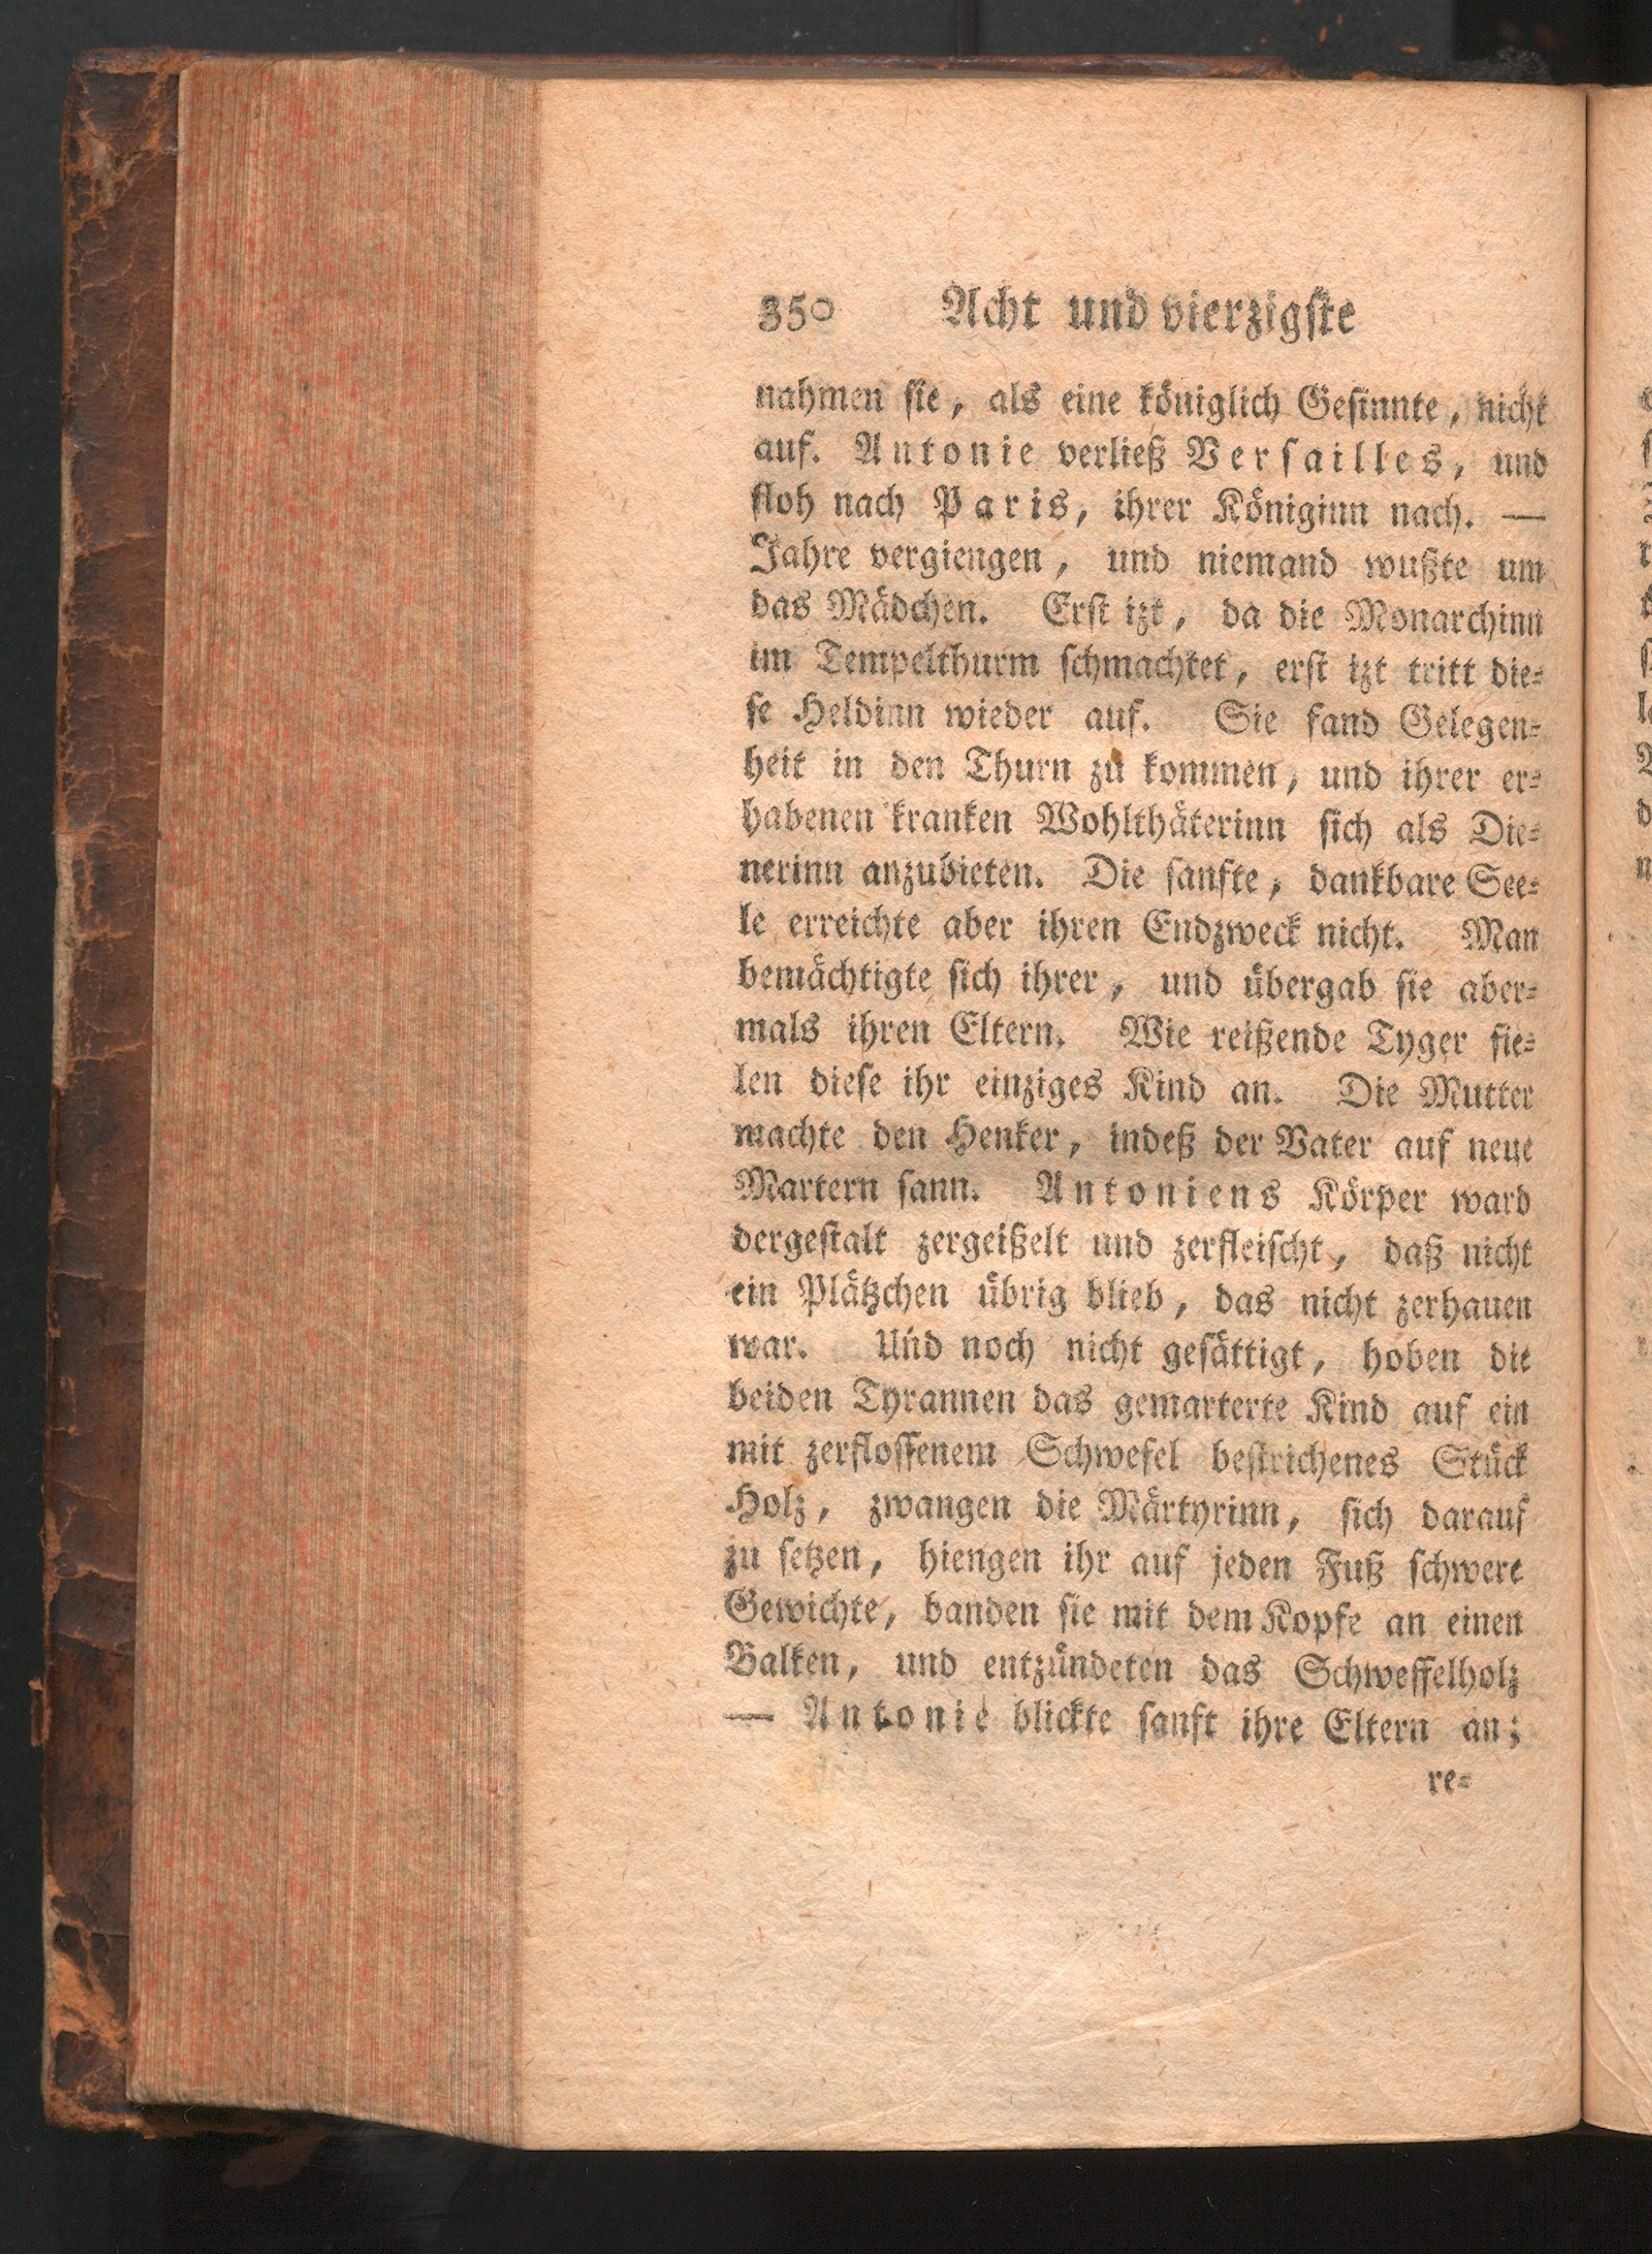 350 Acht und vierzigste
nahmen ſie, als eine königlich Geſinnte, nicht
auf. Antonie verließ Verſailles, und
floh nach Paris, ihrer Königinn nach. —
Jahre vergiengen, und niemand wußte um
das Mädchen. Erſt izt, da die Monarchinn
im Tempelthurm ſchmachtet, erſt izt tritt die⸗
ſe Heldinn wieder auf. Sie fand Gelegen⸗
heit in den Thurn zu kommen, und ihrer er⸗
habenen kranken Wohlthäterinn ſich als Die⸗
nerinn anzubieten. Die ſanfte, dankbare See⸗
le erreichte aber ihren Endzweck nicht. Man
bemächtigte ſich ihrer, und übergab ſie aber⸗
mals ihren Eltern. Wie reißende Tyger fie⸗
len dieſe ihr einziges Kind an. Die Mutter
machte den Henker, indeß der Vater auf neue
Martern ſann. Antoniens Körper ward
dergeſtalt zergeißelt und zerfleiſcht, daß nicht
ein Plätzchen übrig blieb, das nicht zerhauen
war. Und noch nicht geſättigt, hoben die
beiden Tyrannen das gemarterte Kind auf ein
mit zerfloſſenem Schwefel beſtrichenes Stück
Holz, zwangen die Märtyrinn, ſich darauf
zu ſetzen, hiengen ihr auf jeden Fuß ſchwere
Gewichte, banden ſie mit dem Kopfe an einen
Balken, und entzündeten das Schweffelholz
— Antonie blickte ſanft ihre Eltern an;
re⸗